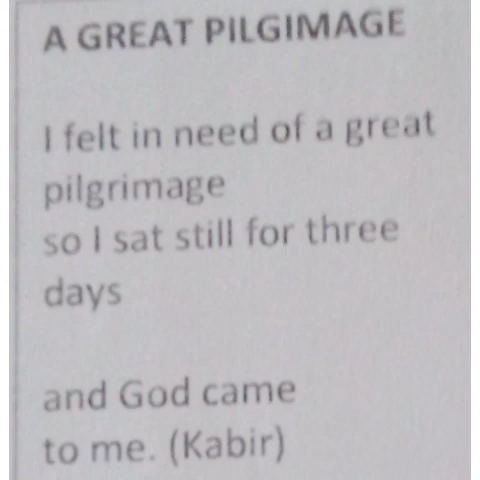 A GREAT PILGIMAGE
I felt in need of a great
pilgrimage
so I sat still for three
days
and God came
to me. (Kabir)